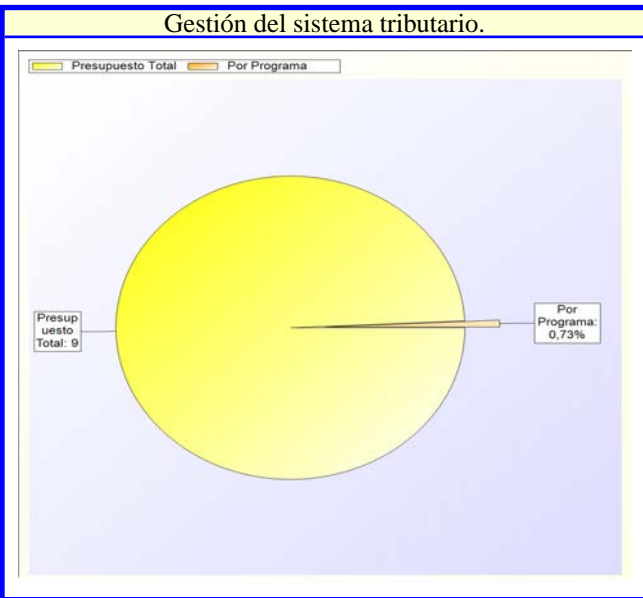 Gestión del sistema tributario.
Presupuesto Total Por Programa
Presup
uesto
Total: 9
Por
Programa:
0,73%